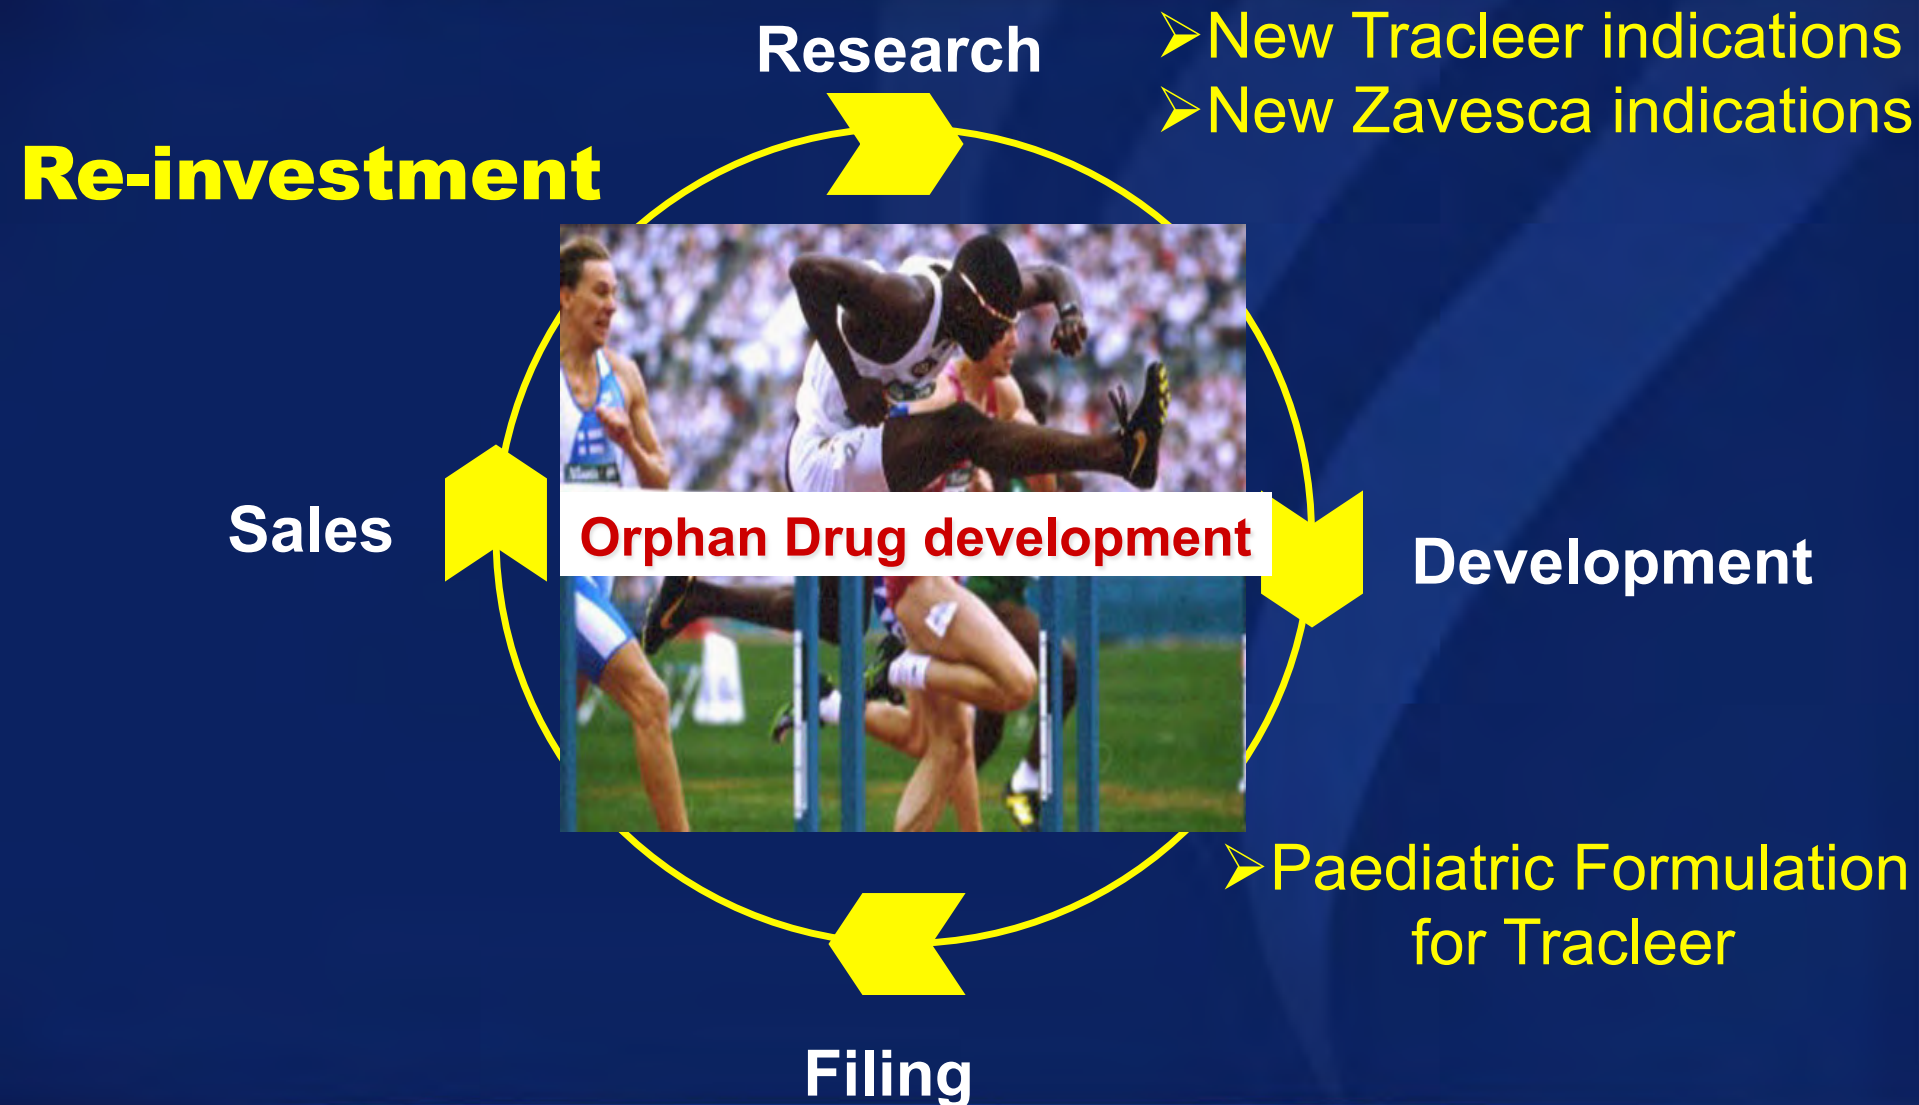 Research
➢New Tracleer indications
➢New Zavesca indications
Re-investment
Sales
Orphan Drug development
Development
➢Paediatric Formulation
for Tracleer
Filing